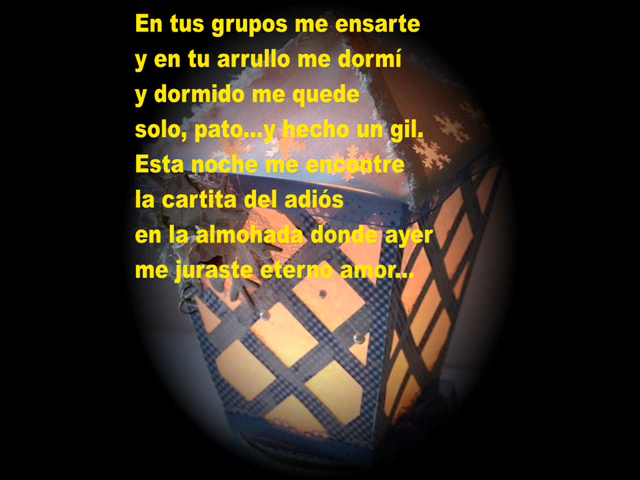 En tus grupos me ensarte
y en tu arrullo me dormí
y dormido me quede
solo, pato...y hecho un gil.
Esta noche me encontre
la cartita del adiós
en la almohada donde ayer
me juraste eterno amor...